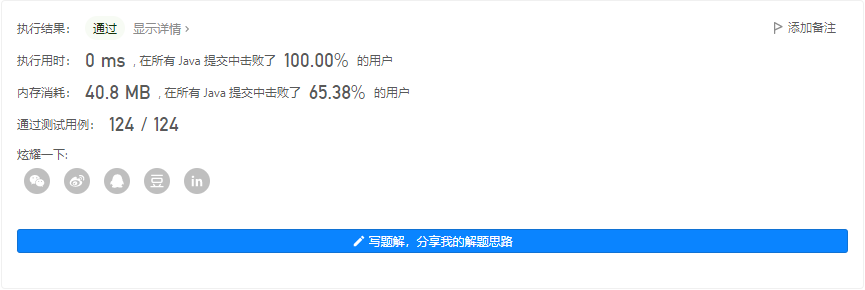 执行结果： 通过 显示详情 › 添加备注
执行用时： 0 ms , 在所有 Java 提交中击败了 100.00% 的用户
内存消耗： 40.8 MB , 在所有 Java 提交中击败了 65.38% 的用户
通过测试用例： 124 / 124
炫耀一下:
豆 in
写题解，分享我的解题思路